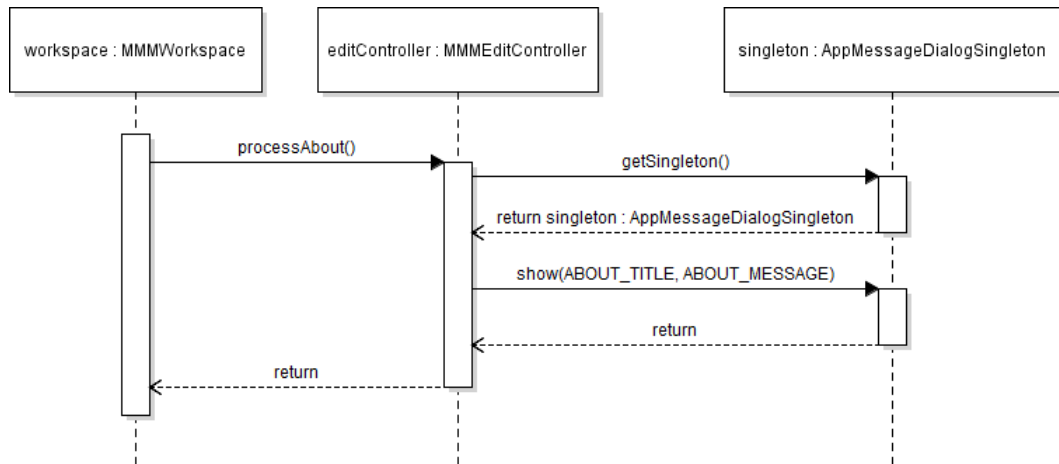 workspace : MMMWorkspace
editController : MMMEditController
singleton : AppMessageDialogSingleton
processAbout()
getSingleton()
return singleton : AppMessageDialogSingleton
show(ABOUT_TITLE, ABOUT_MESSAGE)
return
return